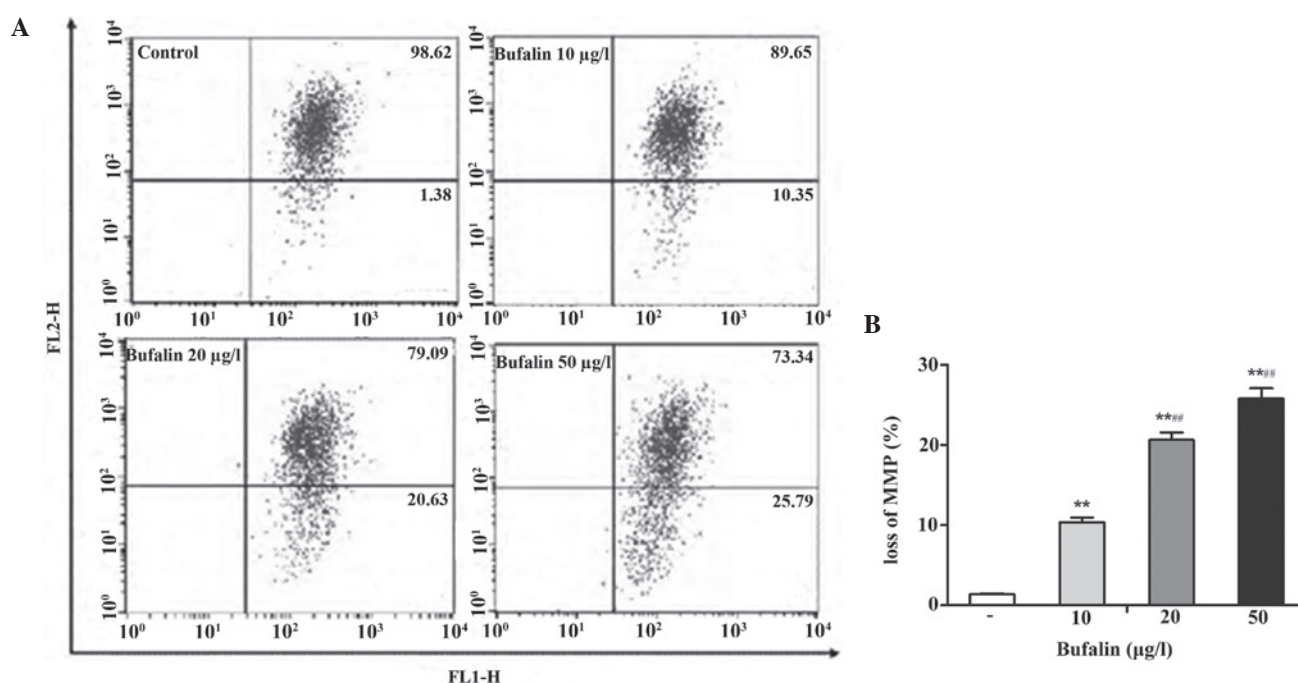 A
FL2-H
Control
98.62
1.38
10⁴
10³
10²
10¹
10⁰
10⁰ 10¹ 10² 10³ 10⁴
Bufalin 10 µg/l
89.65
10.35
10⁴
10³
10²
10¹
10⁰
10⁰ 10¹ 10² 10³ 10⁴
Bufalin 20 µg/l
79.09
20.63
10⁴
10³
10²
10¹
10⁰
10⁰ 10¹ 10² 10³ 10⁴
Bufalin 50 µg/l
73.34
25.79
10⁴
10³
10²
10¹
10⁰
10⁰ 10¹ 10² 10³ 10⁴
FL1-H
B
loss of MMP (%)
30
20
10
0
**
**##
**##
- 10 20 50
Bufalin (µg/l)